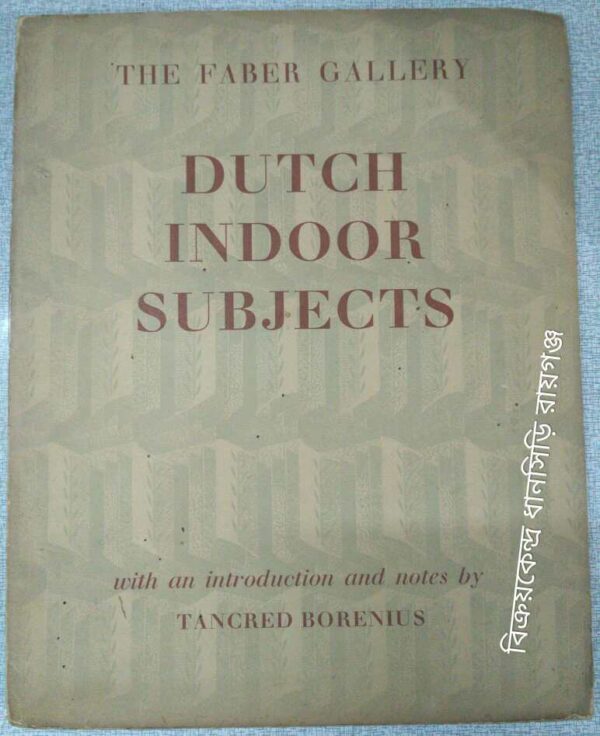 THE FABER GALLERY
DUTCH
INDOOR
SUBJECTS
with an introduction and notes by
TANCRED BORENIUS
বিক্রয়কেন্দ্র ধানসিড়ি রায়গঞ্জ